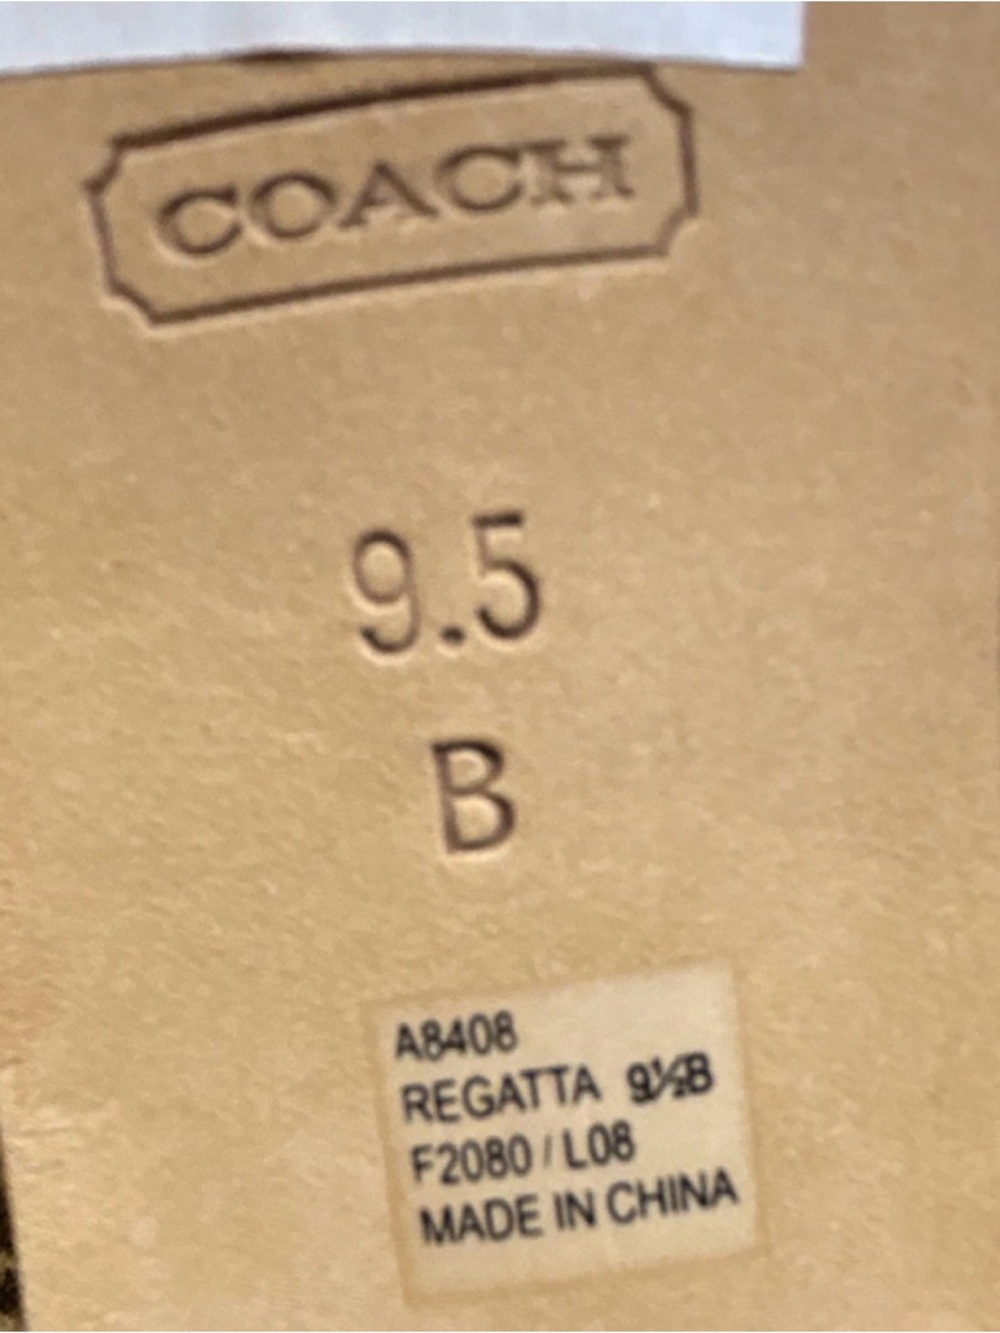 COACH
9.5
B
A8408
REGATTA 9½B
F2080 / L08
MADE IN CHINA